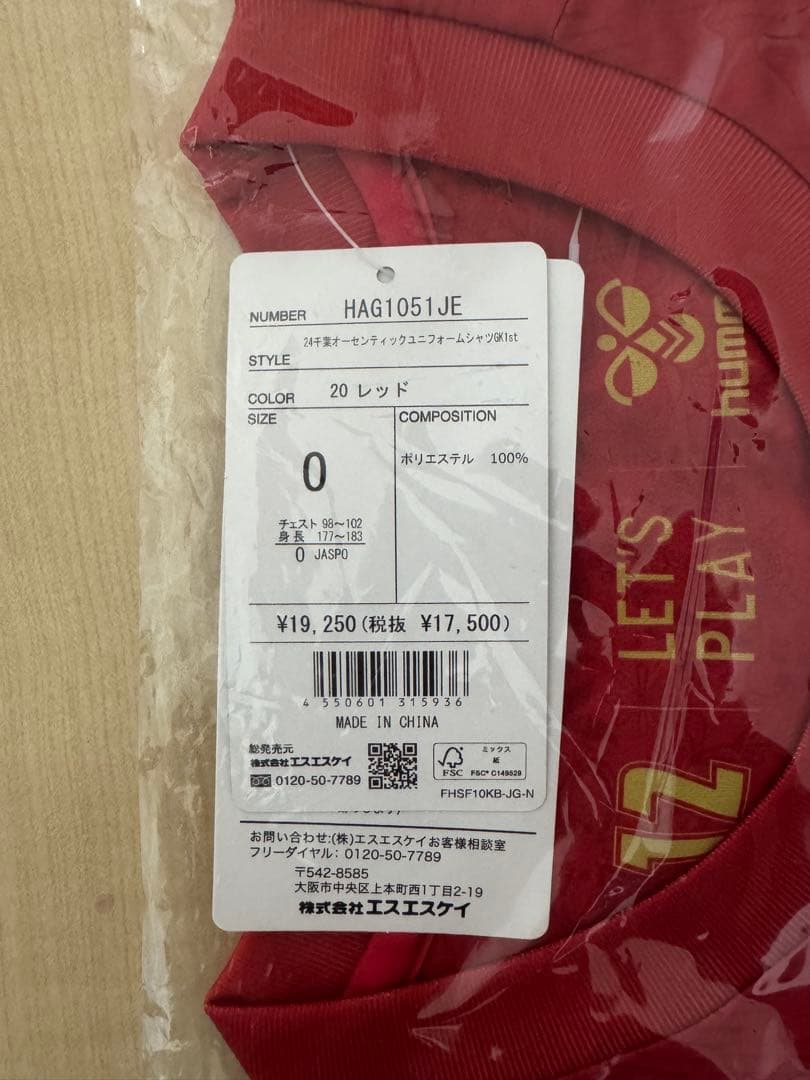 NUMBER HAG1051JE
24千葉オーセンティックユニフォームシャツGK1st
STYLE
COLOR 20 レッド
SIZE
0
チェスト 98〜102
身長 177〜183
0 JASPO
COMPOSITION
ポリエステル 100%
¥19,250(税抜 ¥17,500)
4 550601 315936
MADE IN CHINA
総発売元
株式会社エスエスケイ
0120-50-7789
FSC
ミックス
紙
FSC® C149529
FHSF10KB-JG-N
お問い合わせ:(株)エスエスケイお客様相談室
フリーダイヤル: 0120-50-7789
〒542-8585
大阪市中央区上本町西1丁目2-19
株式会社エスエスケイ
humm
LET'S
PLAY
12